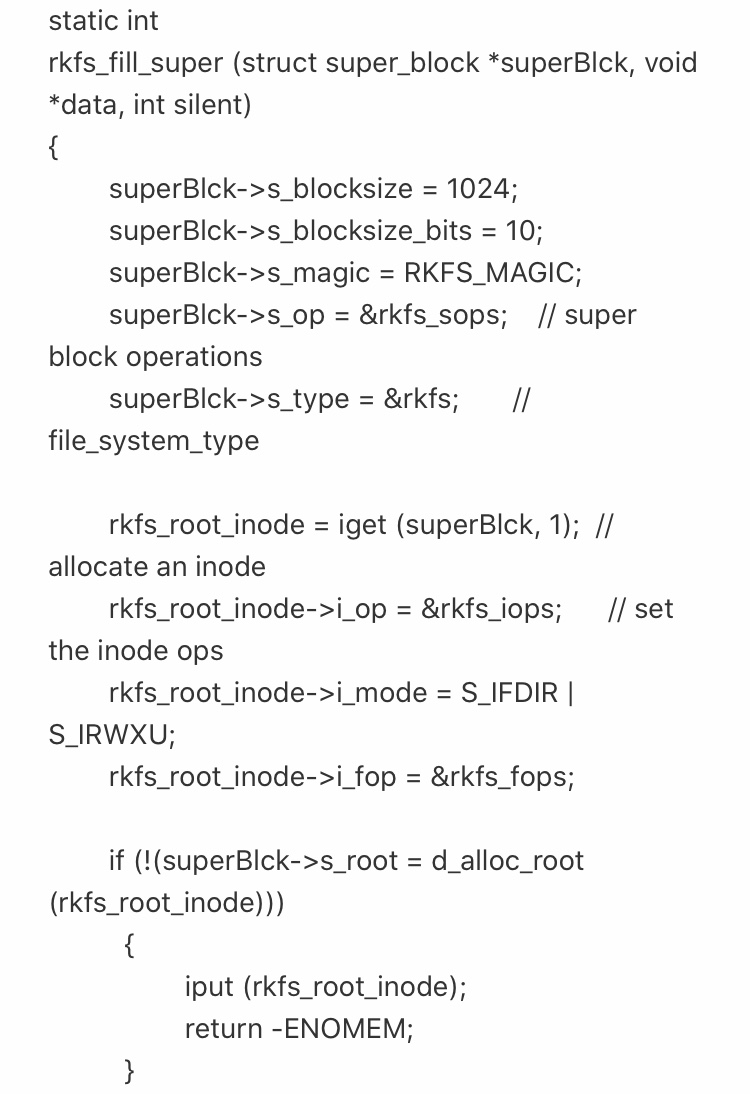 static int
rkfs_fill_super (struct super_block *superBlck, void
*data, int silent)
{
superBlck->s_blocksize = 1024;
superBlck->s_blocksize_bits = 10;
superBlck->s_magic = RKFS_MAGIC;
superBlck->s_op = &rkfs_sops;    // super
block operations
superBlck->s_type = &rkfs;       //
file_system_type
rkfs_root_inode = iget (superBlck, 1);  //
allocate an inode
rkfs_root_inode->i_op = &rkfs_iops;      // set
the inode ops
rkfs_root_inode->i_mode = S_IFDIR |
S_IRWXU;
rkfs_root_inode->i_fop = &rkfs_fops;
if (!(superBlck->s_root = d_alloc_root
(rkfs_root_inode)))
{
iput (rkfs_root_inode);
return -ENOMEM;
}